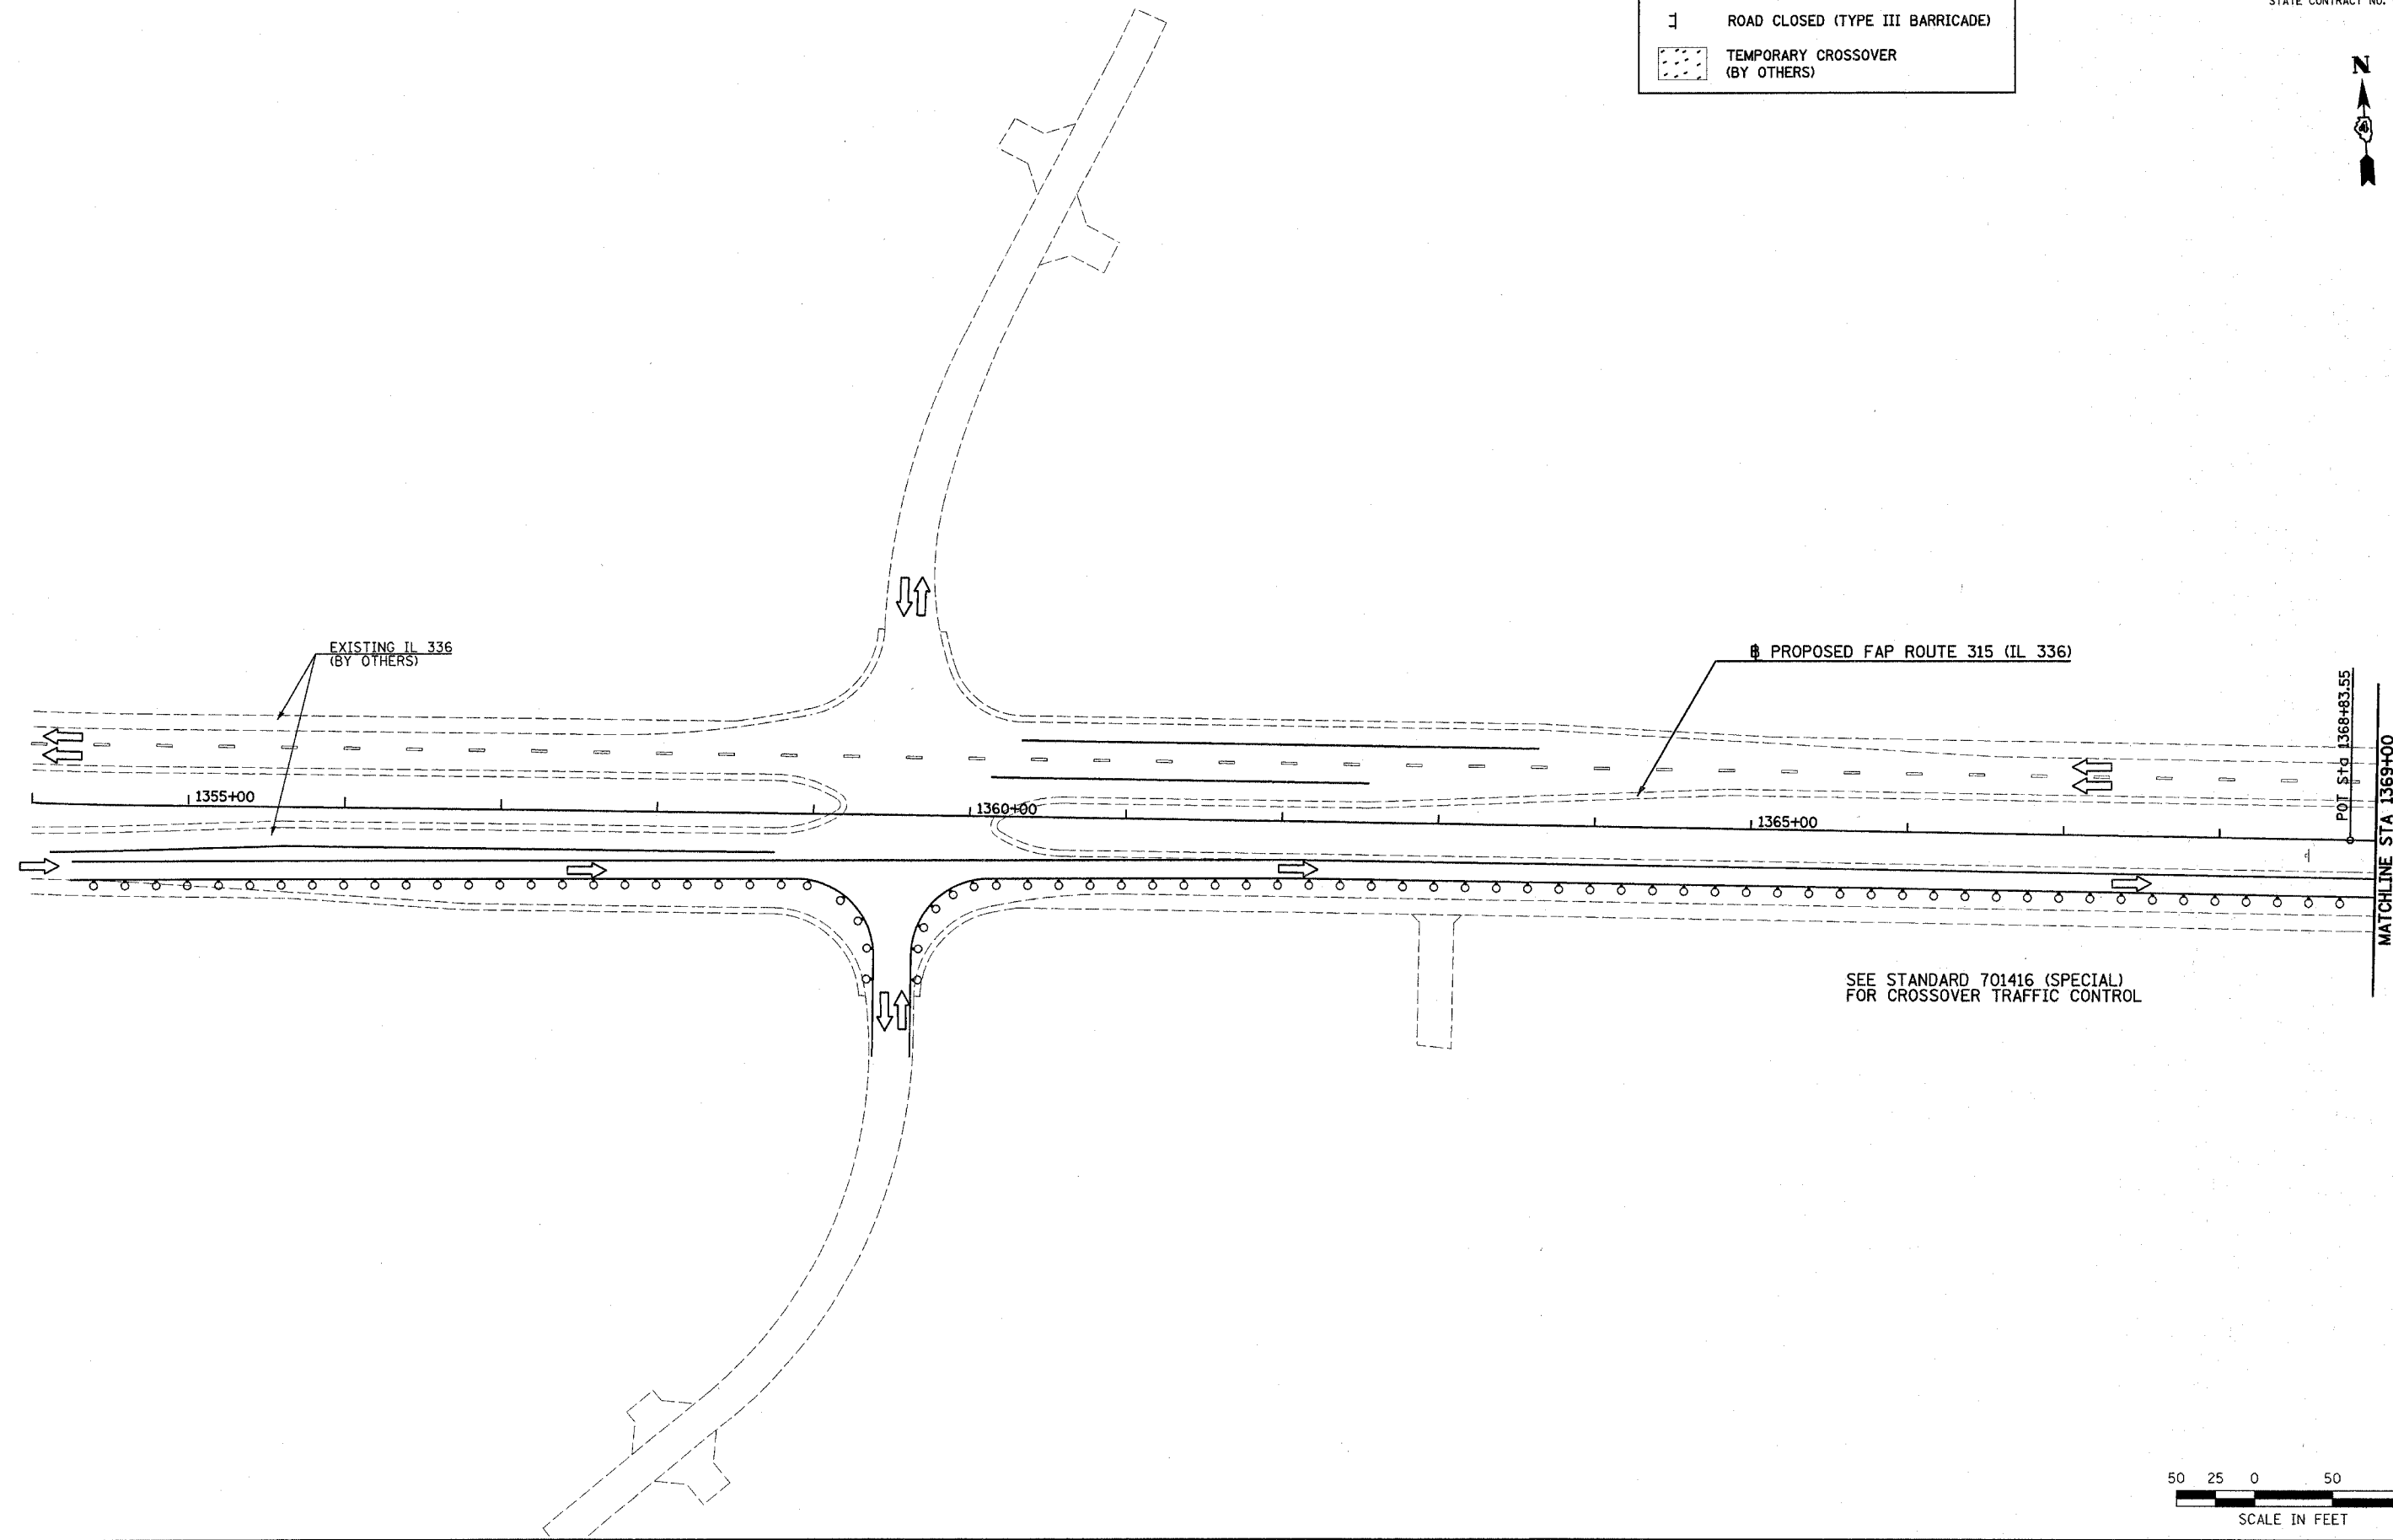 STATE CONTRACT NO.
ROAD CLOSED (TYPE III BARRICADE)
TEMPORARY CROSSOVER
(BY OTHERS)
N
4
EXISTING IL 336
(BY OTHERS)
PROPOSED FAP ROUTE 315 (IL 336)
POT Sta 1368+83.55
MATCHLINE STA 1369+00
1355+00
1360+00
1365+00
SEE STANDARD 701416 (SPECIAL)
FOR CROSSOVER TRAFFIC CONTROL
50 25 0 50
SCALE IN FEET